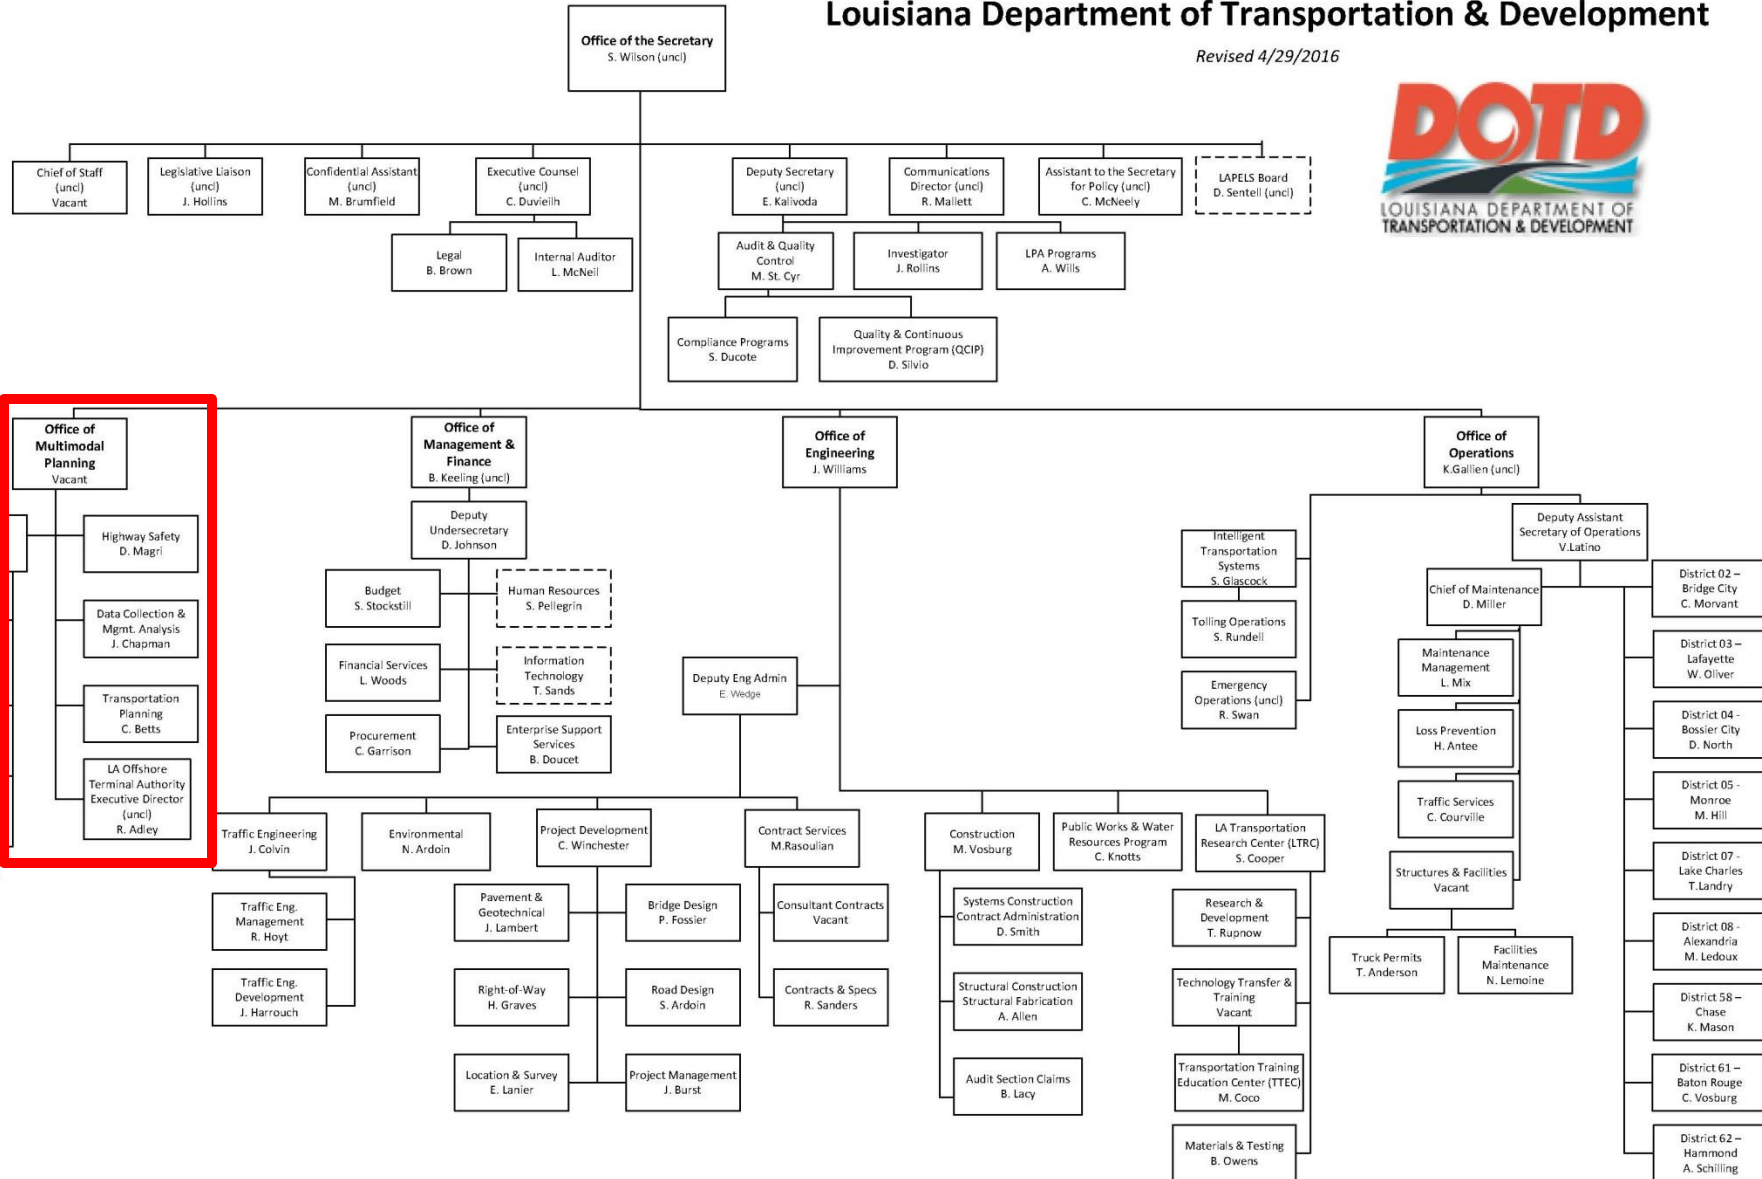 Louisiana Department of Transportation & Development
Revised 4/29/2016
DOTD
LOUISIANA DEPARTMENT OF
TRANSPORTATION & DEVELOPMENT
Office of the Secretary
S. Wilson (uncl)
Chief of Staff
(uncl)
Vacant
Legislative Liaison
(uncl)
J. Hollins
Confidential Assistant
(uncl)
M. Brumfield
Executive Counsel
(uncl)
C. Duvieilh
Deputy Secretary
(uncl)
E. Kalivoda
Communications
Director (uncl)
R. Mallett
Assistant to the Secretary
for Policy (uncl)
C. McNeely
LAPELS Board
D. Sentell (uncl)
Legal
B. Brown
Internal Auditor
L. McNeil
Audit & Quality
Control
M. St. Cyr
Investigator
J. Rollins
LPA Programs
A. Wills
Compliance Programs
S. Ducote
Quality & Continuous
Improvement Program (QCIP)
D. Silvio
Office of
Multimodal
Planning
Vacant
Highway Safety
D. Magri
Data Collection &
Mgmt. Analysis
J. Chapman
Transportation
Planning
C. Betts
LA Offshore
Terminal Authority
Executive Director
(uncl)
R. Adley
Office of
Management &
Finance
B. Keeling (uncl)
Deputy
Undersecretary
D. Johnson
Budget
S. Stockstill
Human Resources
S. Pellegrin
Financial Services
L. Woods
Information
Technology
T. Sands
Procurement
C. Garrison
Enterprise Support
Services
B. Doucet
Office of
Engineering
J. Williams
Deputy Eng Admin
E. Wedge
Traffic Engineering
J. Colvin
Environmental
N. Ardoin
Project Development
C. Winchester
Contract Services
M.Rasoulian
Traffic Eng.
Management
R. Hoyt
Traffic Eng.
Development
J. Harrouch
Pavement &
Geotechnical
J. Lambert
Bridge Design
P. Fossier
Right-of-Way
H. Graves
Road Design
S. Ardoin
Location & Survey
E. Lanier
Project Management
J. Burst
Consultant Contracts
Vacant
Contracts & Specs
R. Sanders
Construction
M. Vosburg
Public Works & Water
Resources Program
C. Knotts
LA Transportation
Research Center (LTRC)
S. Cooper
Systems Construction
Contract Administration
D. Smith
Structural Construction
Structural Fabrication
A. Allen
Audit Section Claims
B. Lacy
Research &
Development
T. Rupnow
Technology Transfer &
Training
Vacant
Transportation Training
Education Center (TTEC)
M. Coco
Materials & Testing
B. Owens
Office of
Operations
K.Gallien (uncl)
Intelligent
Transportation
Systems
S. Glascock
Tolling Operations
S. Rundell
Emergency
Operations (uncl)
R. Swan
Deputy Assistant
Secretary of Operations
V.Latino
Chief of Maintenance
D. Miller
Maintenance
Management
L. Mix
Loss Prevention
H. Antee
Traffic Services
C. Courville
Structures & Facilities
Vacant
Truck Permits
T. Anderson
Facilities
Maintenance
N. Lemoine
District 02 –
Bridge City
C. Morvant
District 03 –
Lafayette
W. Oliver
District 04 -
Bossier City
D. North
District 05 -
Monroe
M. Hill
District 07 -
Lake Charles
T.Landry
District 08 -
Alexandria
M. Ledoux
District 58 –
Chase
K. Mason
District 61 –
Baton Rouge
C. Vosburg
District 62 –
Hammond
A. Schilling